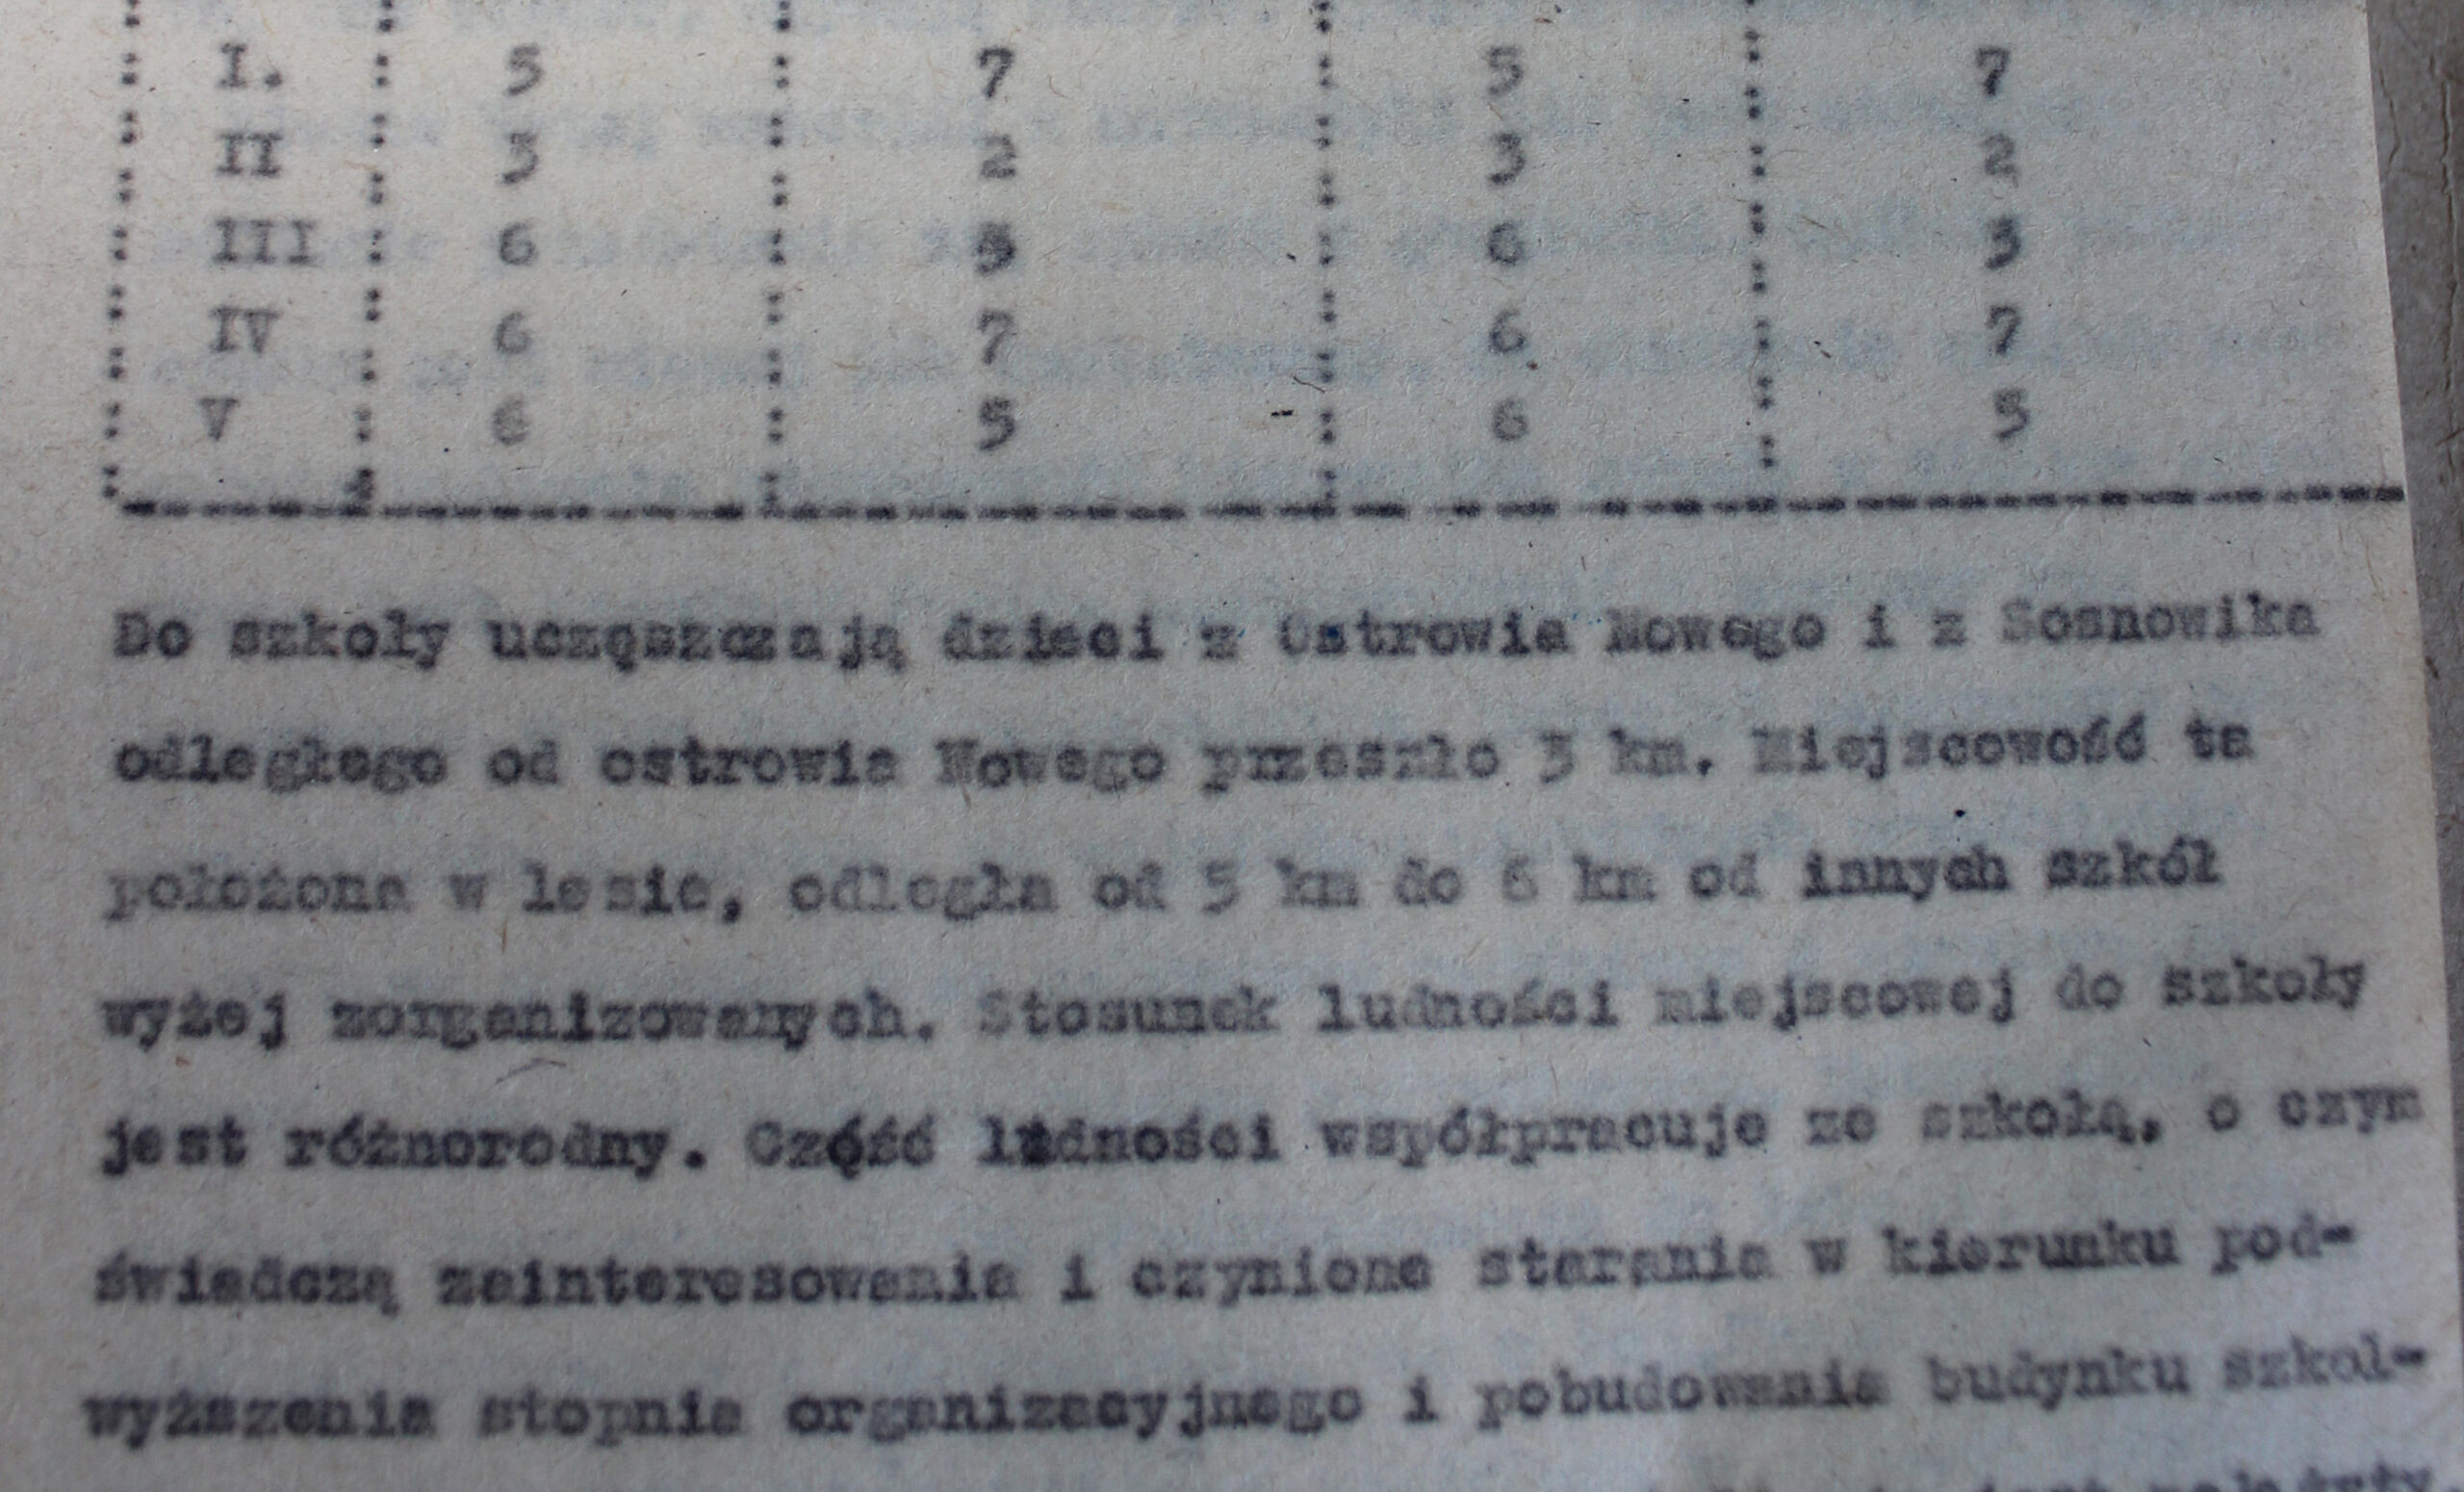 I. 5 7 5 7
II 3 2 3 2
III 6 6 3
IV 6 7 6 7
V 6 5 6 5
Do szkoły uczęszczają dzieci z Ostrowia Nowego i z Sosnowika
odległego od ostrowia Nowego przeszło 3 km. Miejscowość ta
położona w lesie, odległa od 5 km do 6 km od innych szkół
wyżej zorganizowanych. Stosunek ludności miejscowej do szkoły
jest różnorodny. Część ludności współpracuje ze szkołą, o czym
świadczą zainteresowania i czynione starania w kierunku pod-
wyższenia stopnia organizacyjnego i pobudowania budynku szkol-